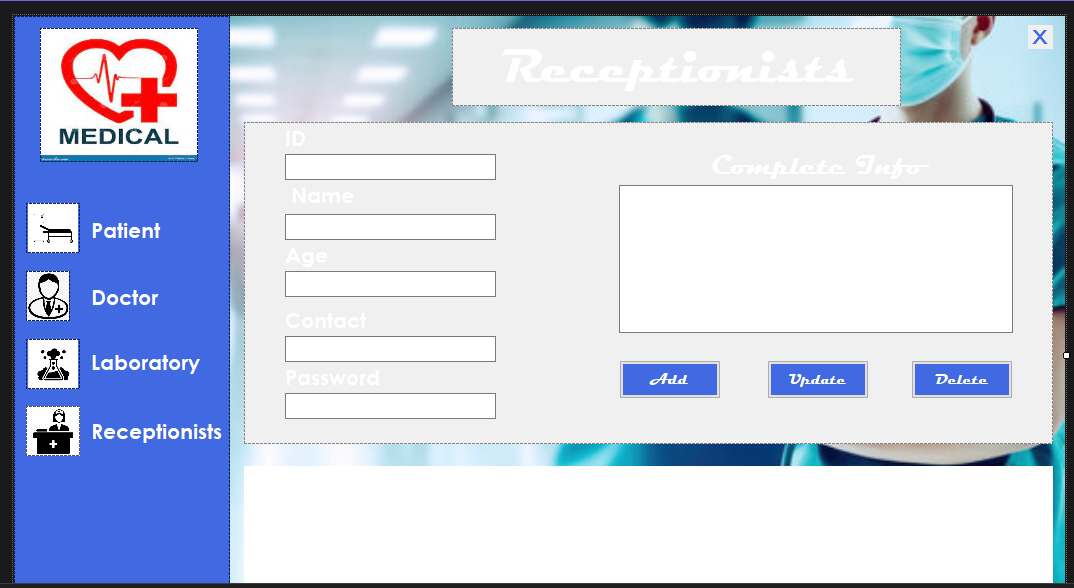 MEDICAL
Patient
Doctor
Laboratory
Receptionists
Receptionists
X
ID
Name
Age
Contact
Password
Complete Info
Add
Update
Delete